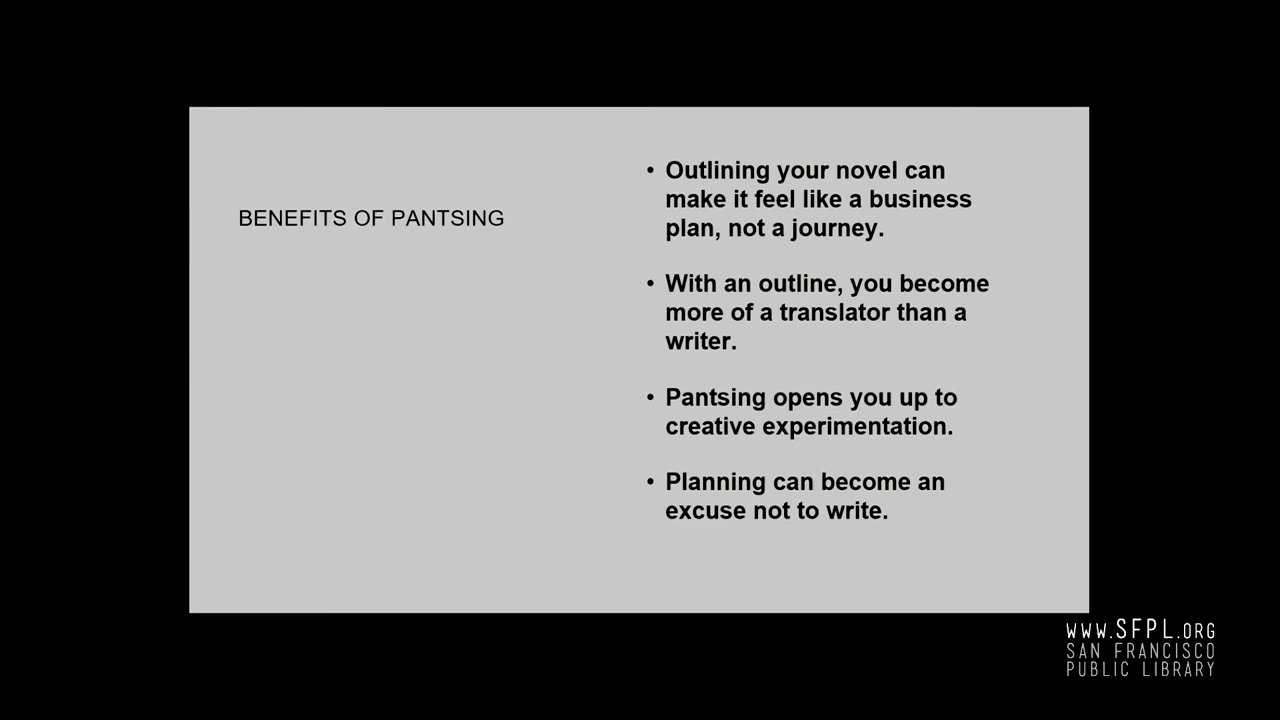 BENEFITS OF PANTSING
• Outlining your novel can
make it feel like a business
plan, not a journey.
• With an outline, you become
more of a translator than a
writer.
• Pantsing opens you up to
creative experimentation.
• Planning can become an
excuse not to write.
WWW.SFPL.ORG
SAN FRANCISCO
PUBLIC LIBRARY